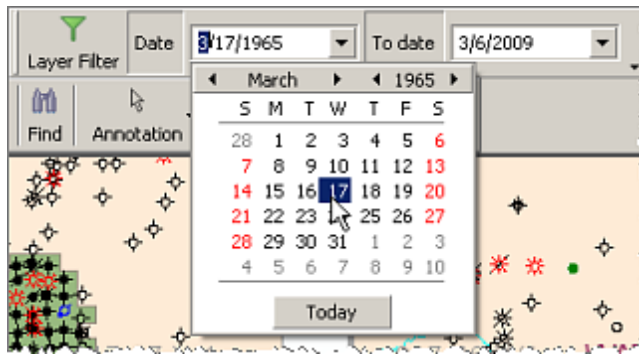 Layer Filter
Date
3/17/1965
To date
3/6/2009
Find
Annotation
March 1965
S M T W T F S
28 1 2 3 4 5 6
7 8 9 10 11 12 13
14 15 16 17 18 19 20
21 22 23 25 26 27
28 29 30 31 1 2 3
4 5 6 7 8 9 10
Today